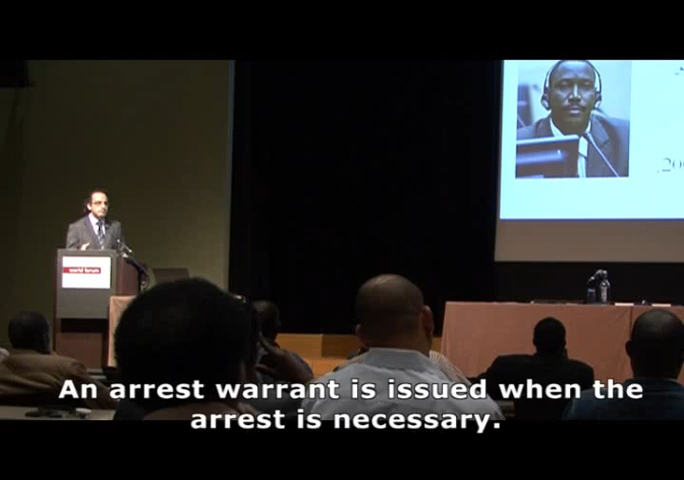 world forum
An arrest warrant is issued when the
arrest is necessary.